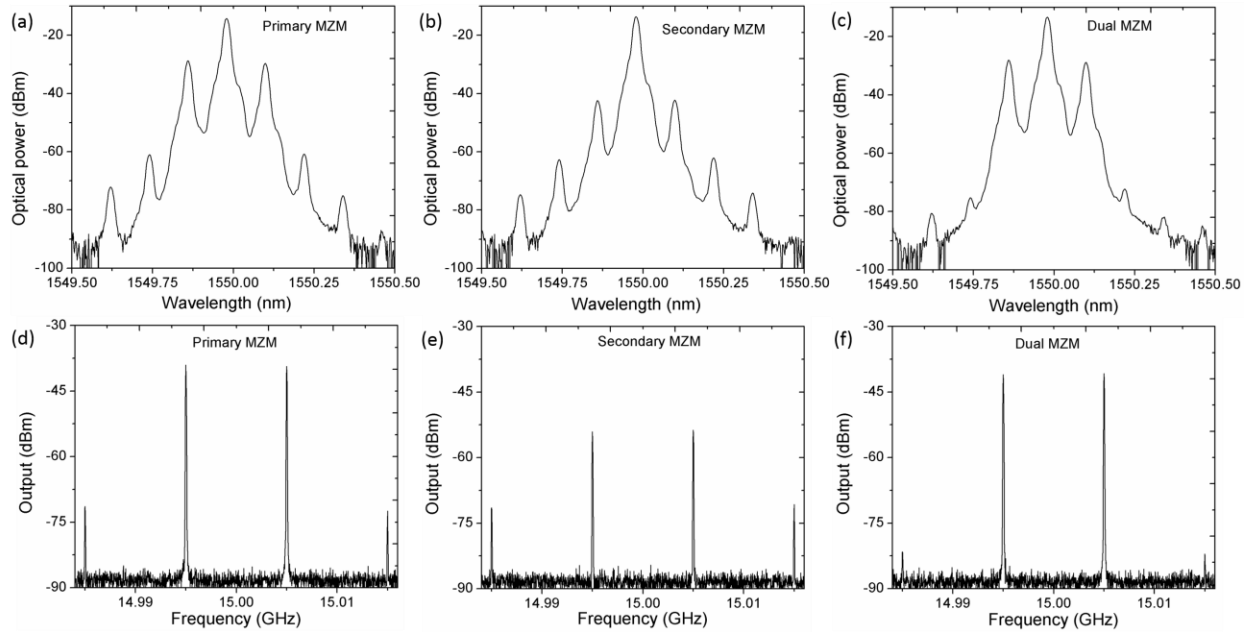 (a)
Primary MZM
Optical power (dBm)
-20
-40
-60
-80
-100
1549.50 1549.75 1550.00 1550.25 1550.50
Wavelength (nm)
(b)
Secondary MZM
Optical power (dBm)
-20
-40
-60
-80
-100
1549.50 1549.75 1550.00 1550.25 1550.50
Wavelength (nm)
(c)
Dual MZM
Optical power (dBm)
-20
-40
-60
-80
-100
1549.50 1549.75 1550.00 1550.25 1550.50
Wavelength (nm)
(d)
Primary MZM
Output (dBm)
-30
-45
-60
-75
-90
14.99 15.00 15.01
Frequency (GHz)
(e)
Secondary MZM
Output (dBm)
-30
-45
-60
-75
-90
14.99 15.00 15.01
Frequency (GHz)
(f)
Dual MZM
Output (dBm)
-30
-45
-60
-75
-90
14.99 15.00 15.01
Frequency (GHz)